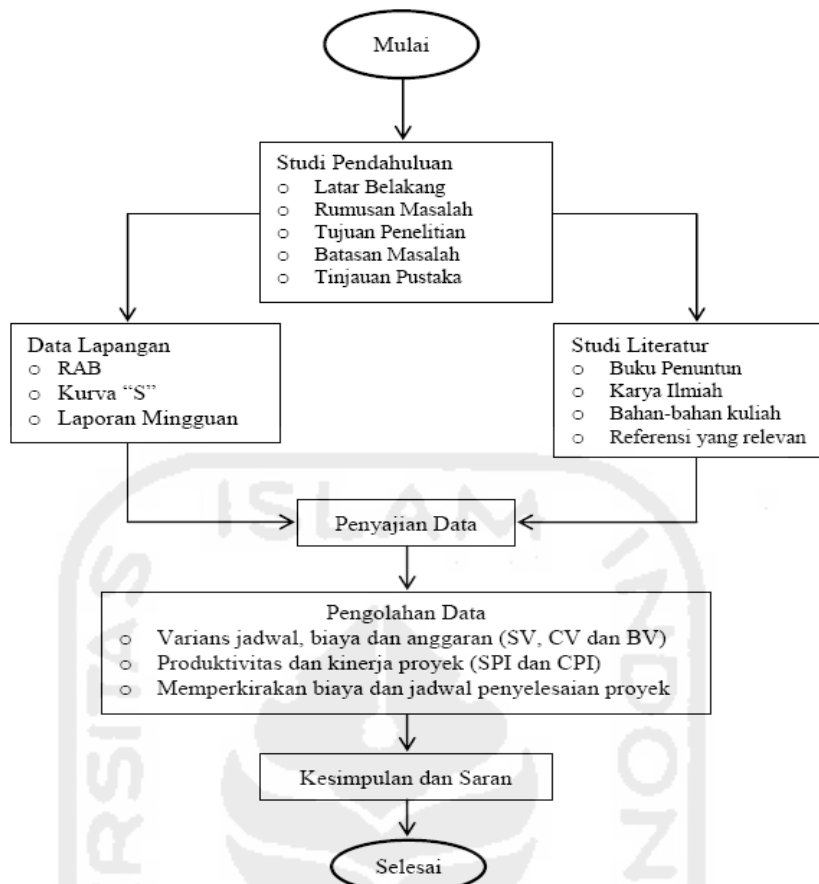 Mulai
Studi Pendahuluan
o Latar Belakang
o Rumusan Masalah
o Tujuan Penelitian
o Batasan Masalah
o Tinjauan Pustaka
Data Lapangan
o RAB
o Kurva “S”
o Laporan Mingguan
Studi Literatur
o Buku Penuntun
o Karya Ilmiah
o Bahan-bahan kuliah
o Referensi yang relevan
Penyajian Data
Pengolahan Data
o Varians jadwal, biaya dan anggaran (SV, CV dan BV)
o Produktivitas dan kinerja proyek (SPI dan CPI)
o Memperkirakan biaya dan jadwal penyelesaian proyek
Kesimpulan dan Saran
Selesai
ERSITAS
ISLAM
INDON